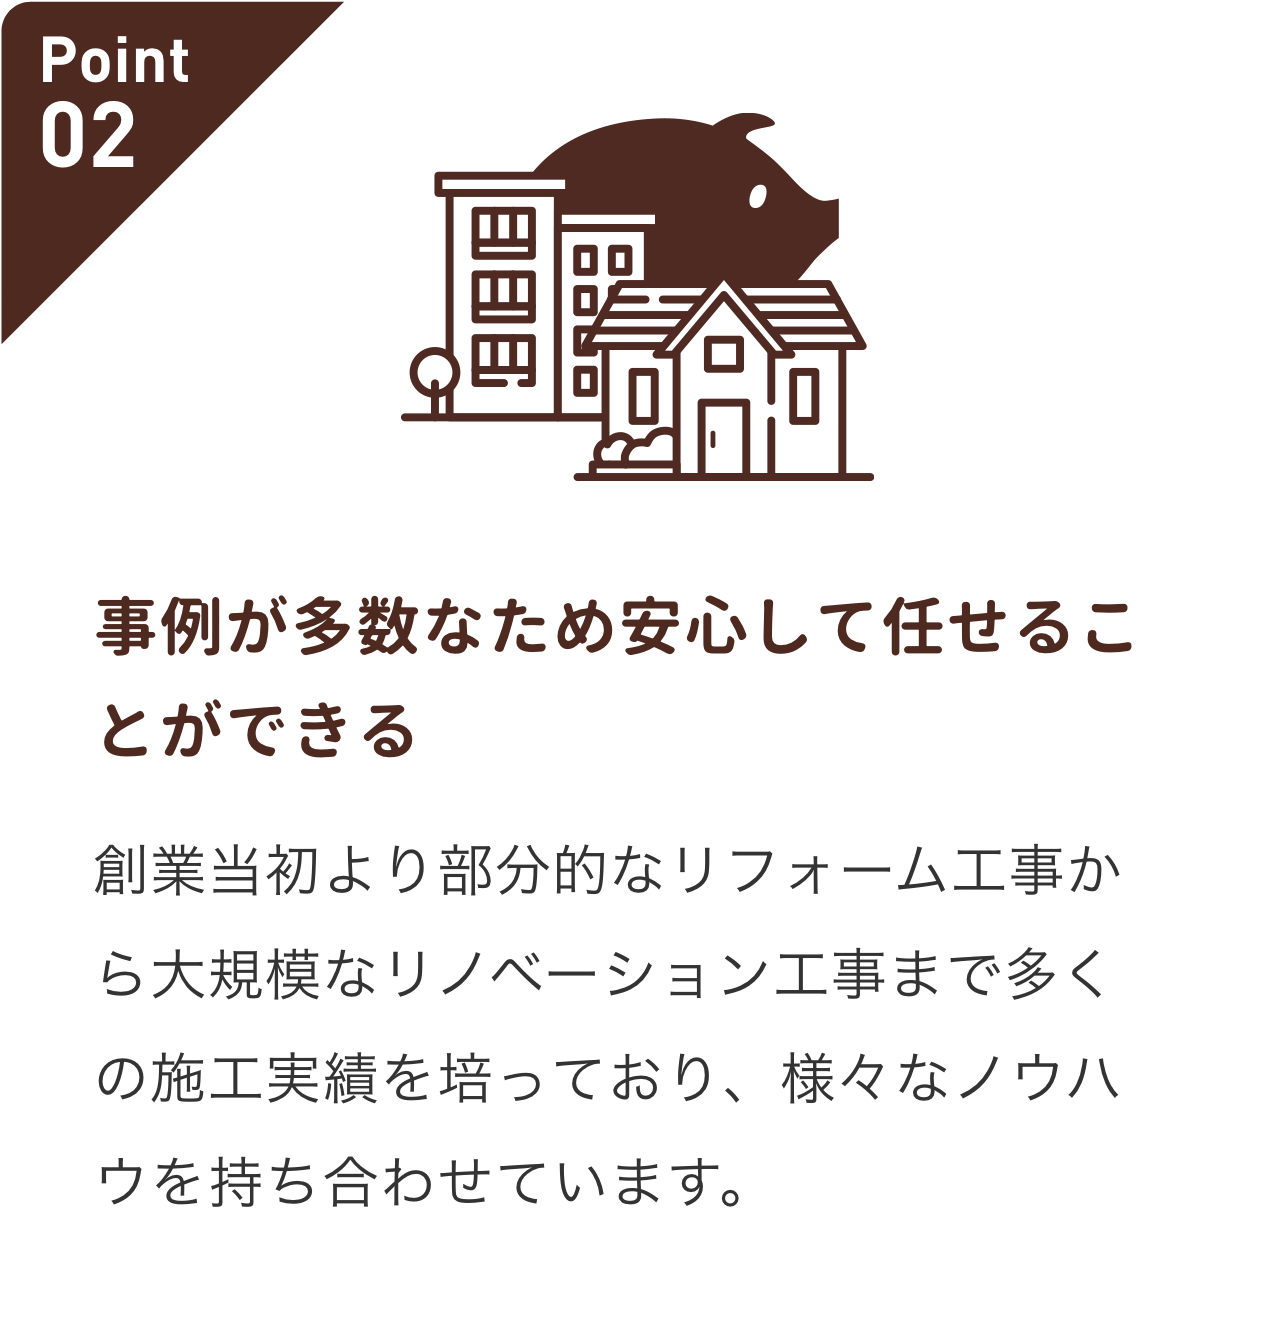 Point
02
事例が多数なため安心して任せるこ
とができる
創業当初より部分的なリフォーム工事か
ら大規模なリノベーション工事まで多く
の施工実績を培っており、様々なノウハ
ウを持ち合わせています。